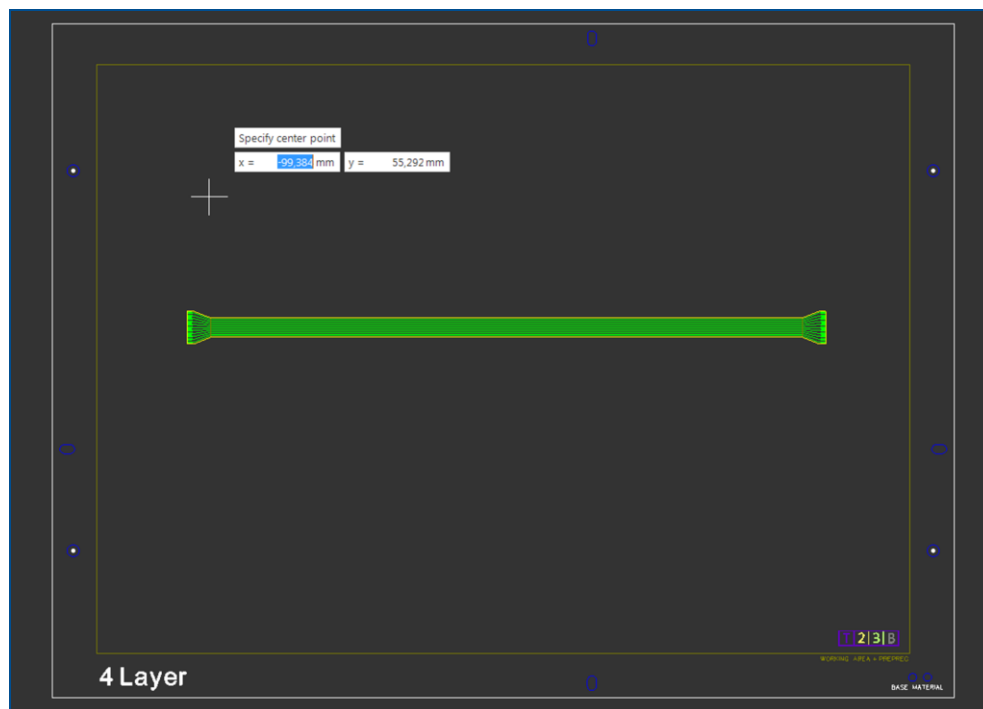 Specify center point
x = -99,384 mm y = 55,292 mm
2|3|B
WORKING AREA + PREPREG
4 Layer
BASE MATERIAL